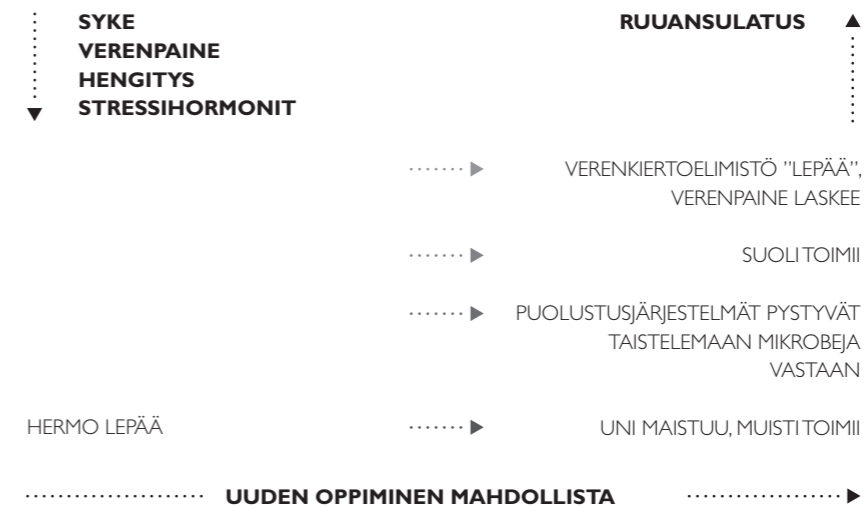 SYKE
VERENPAINE
HENGITYS
STRESSIHORMONIT
RUUANSULATUS
VERENKIERTOELIMISTÖ ”LEPÄÄ”,
VERENPAINE LASKEE
SUOLI TOIMII
PUOLUSTUSJÄRJESTELMÄT PYSTYVÄT
TAISTELEMAAN MIKROBEJA
VASTAAN
HERMO LEPÄÄ
UNI MAISTUU, MUISTI TOIMII
UUDEN OPPIMINEN MAHDOLLISTA